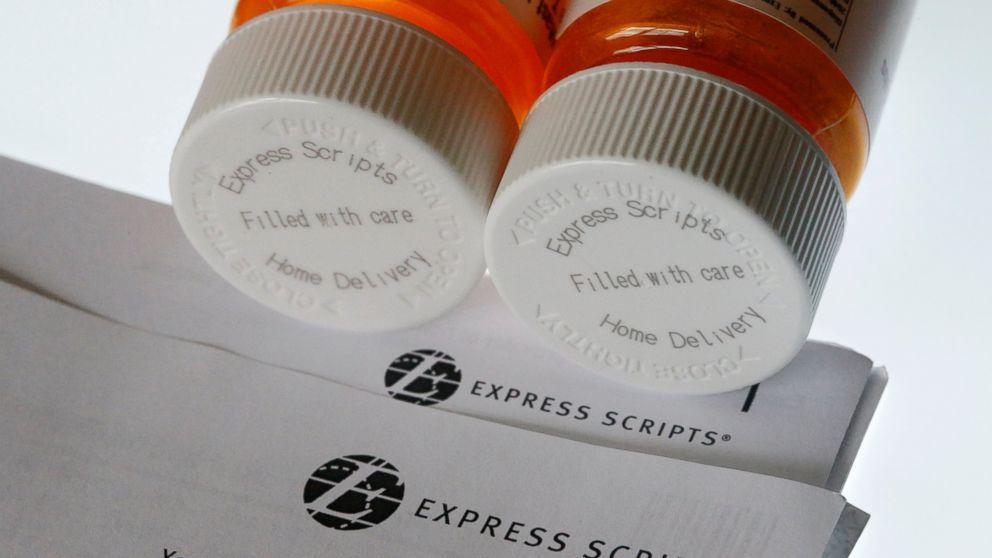 <PUSH & TURN TO OPEN
Express Scripts
Filled with care
Home Delivery
<CLOSE TIGHTLY>
<PUSH & TURN TO OPEN>
Express Scripts
Filled with care
Home Delivery
<CLOSE TIGHTLY>
EXPRESS SCRIPTS®
EXPRESS